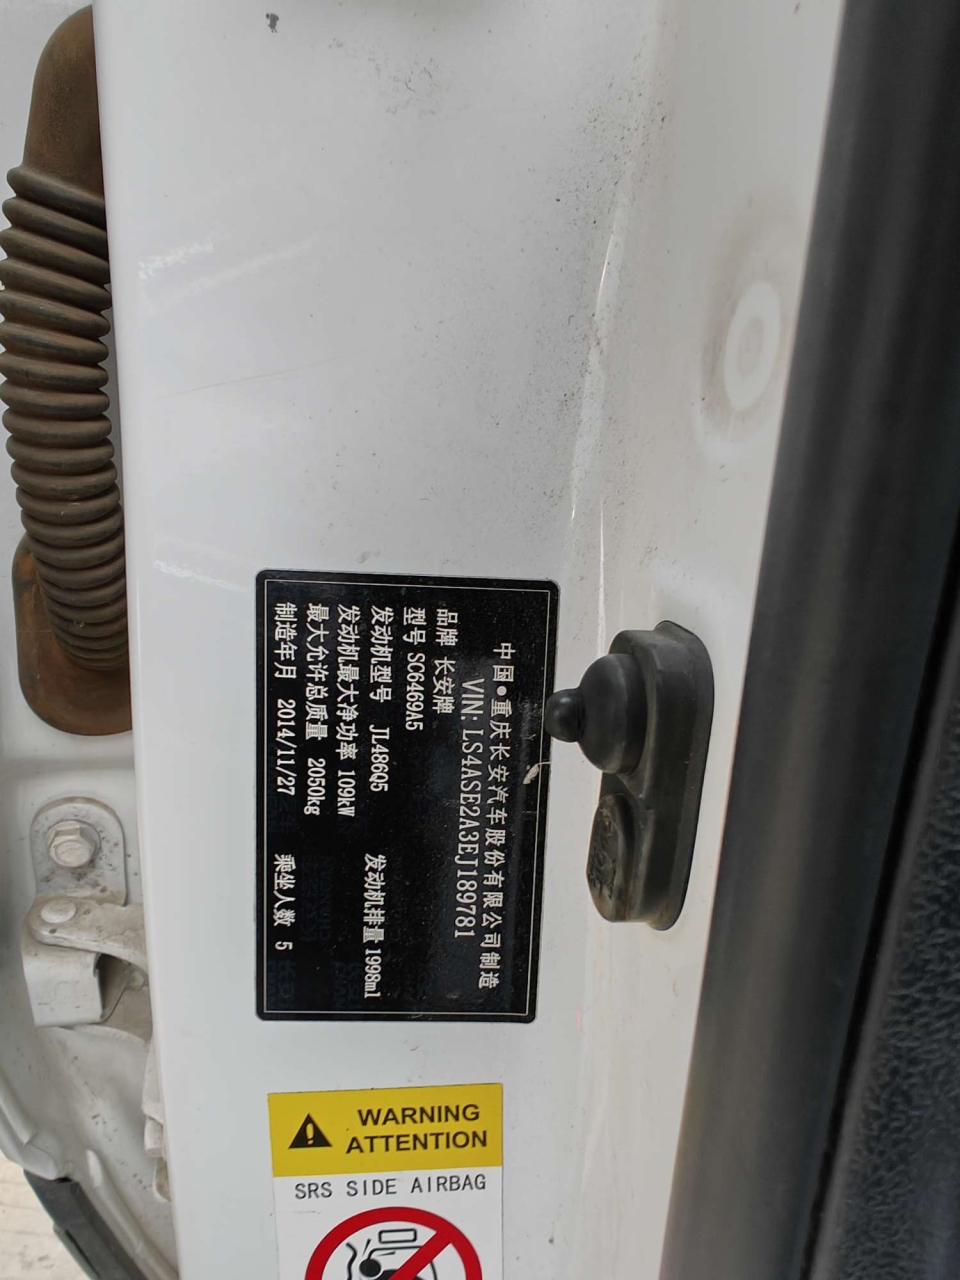 中国●重庆长安汽车股份有限公司制造
VIN: LS4ASE2A3EJ189781
品牌 长安牌
型号 SC6469A5
发动机型号 JL486Q5 发动机排量 1998ml
发动机最大净功率 109kW
最大允许总质量 2050kg
制造年月 2014/11/27 乘坐人数 5
WARNING
ATTENTION
SRS SIDE AIRBAG